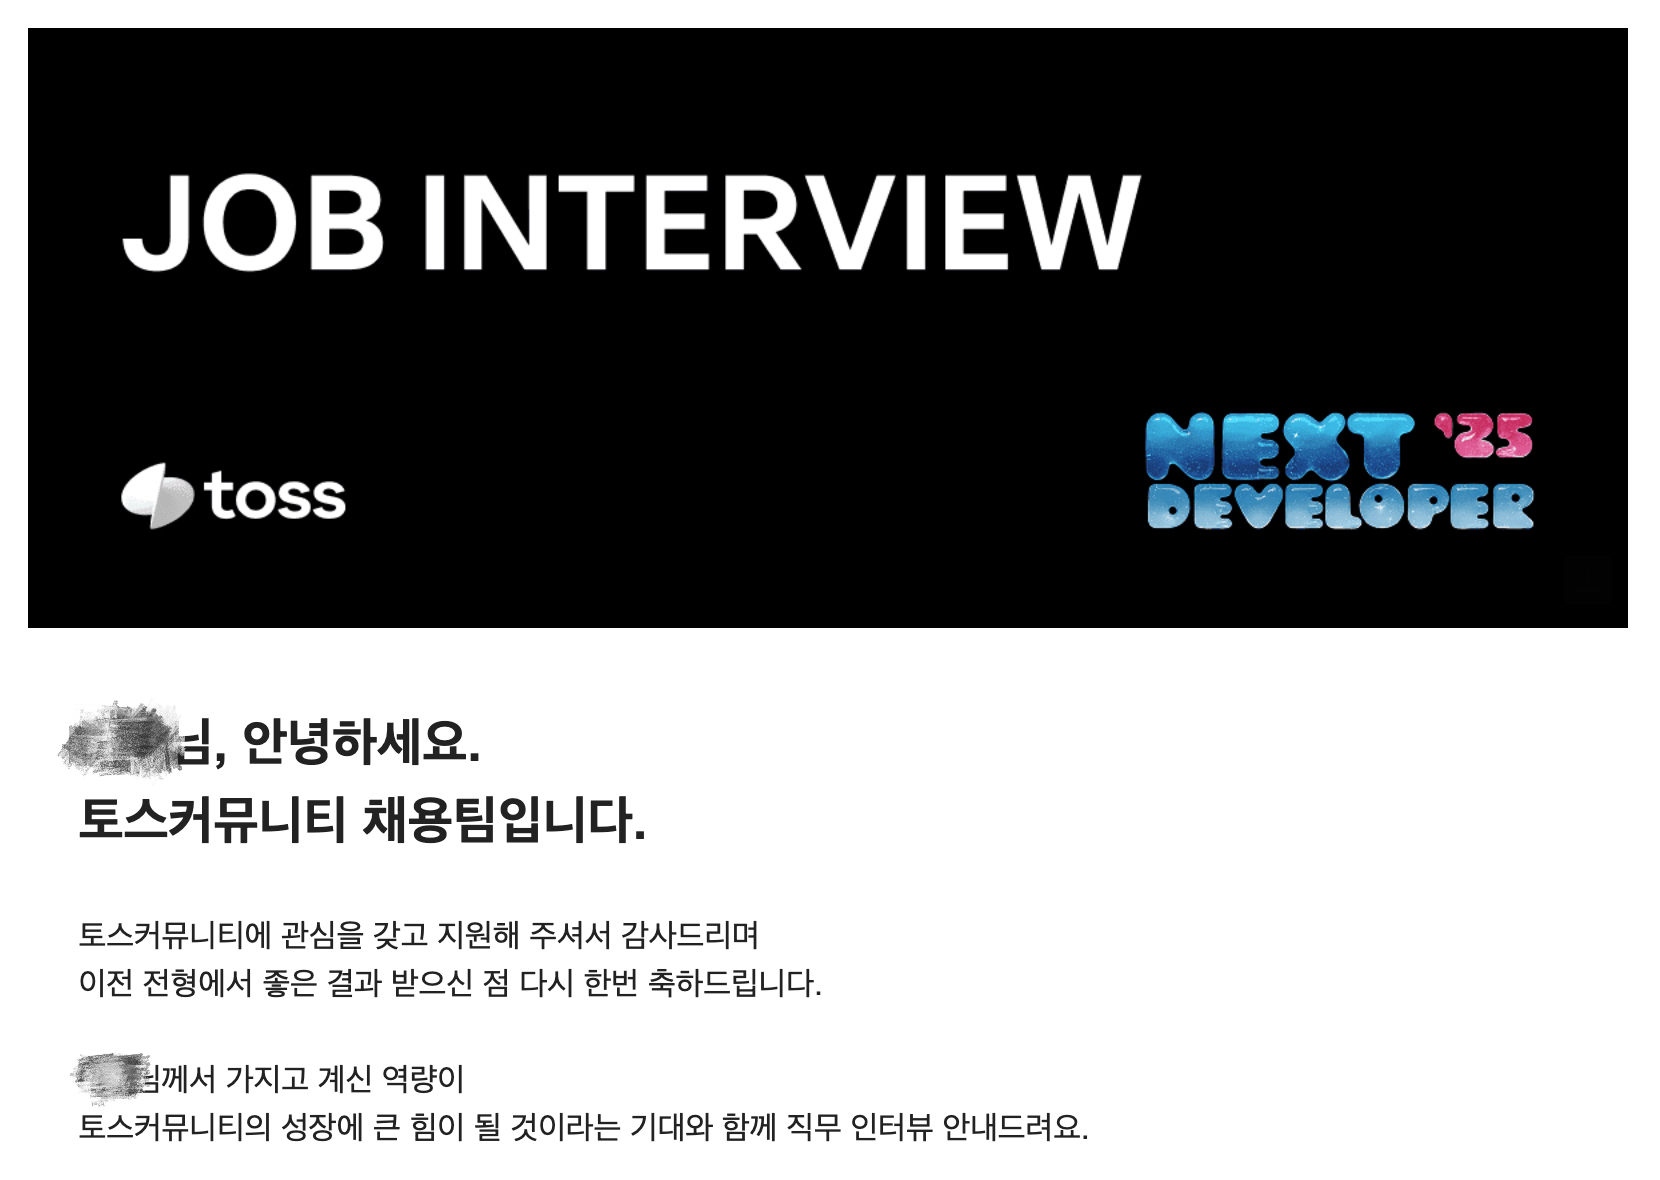 JOB INTERVIEW
toss
NEXT '25
DEVELOPER
님, 안녕하세요.
토스커뮤니티 채용팀입니다.
토스커뮤니티에 관심을 갖고 지원해 주셔서 감사드리며
이전 전형에서 좋은 결과 받으신 점 다시 한번 축하드립니다.
님께서 가지고 계신 역량이
토스커뮤니티의 성장에 큰 힘이 될 것이라는 기대와 함께 직무 인터뷰 안내드려요.